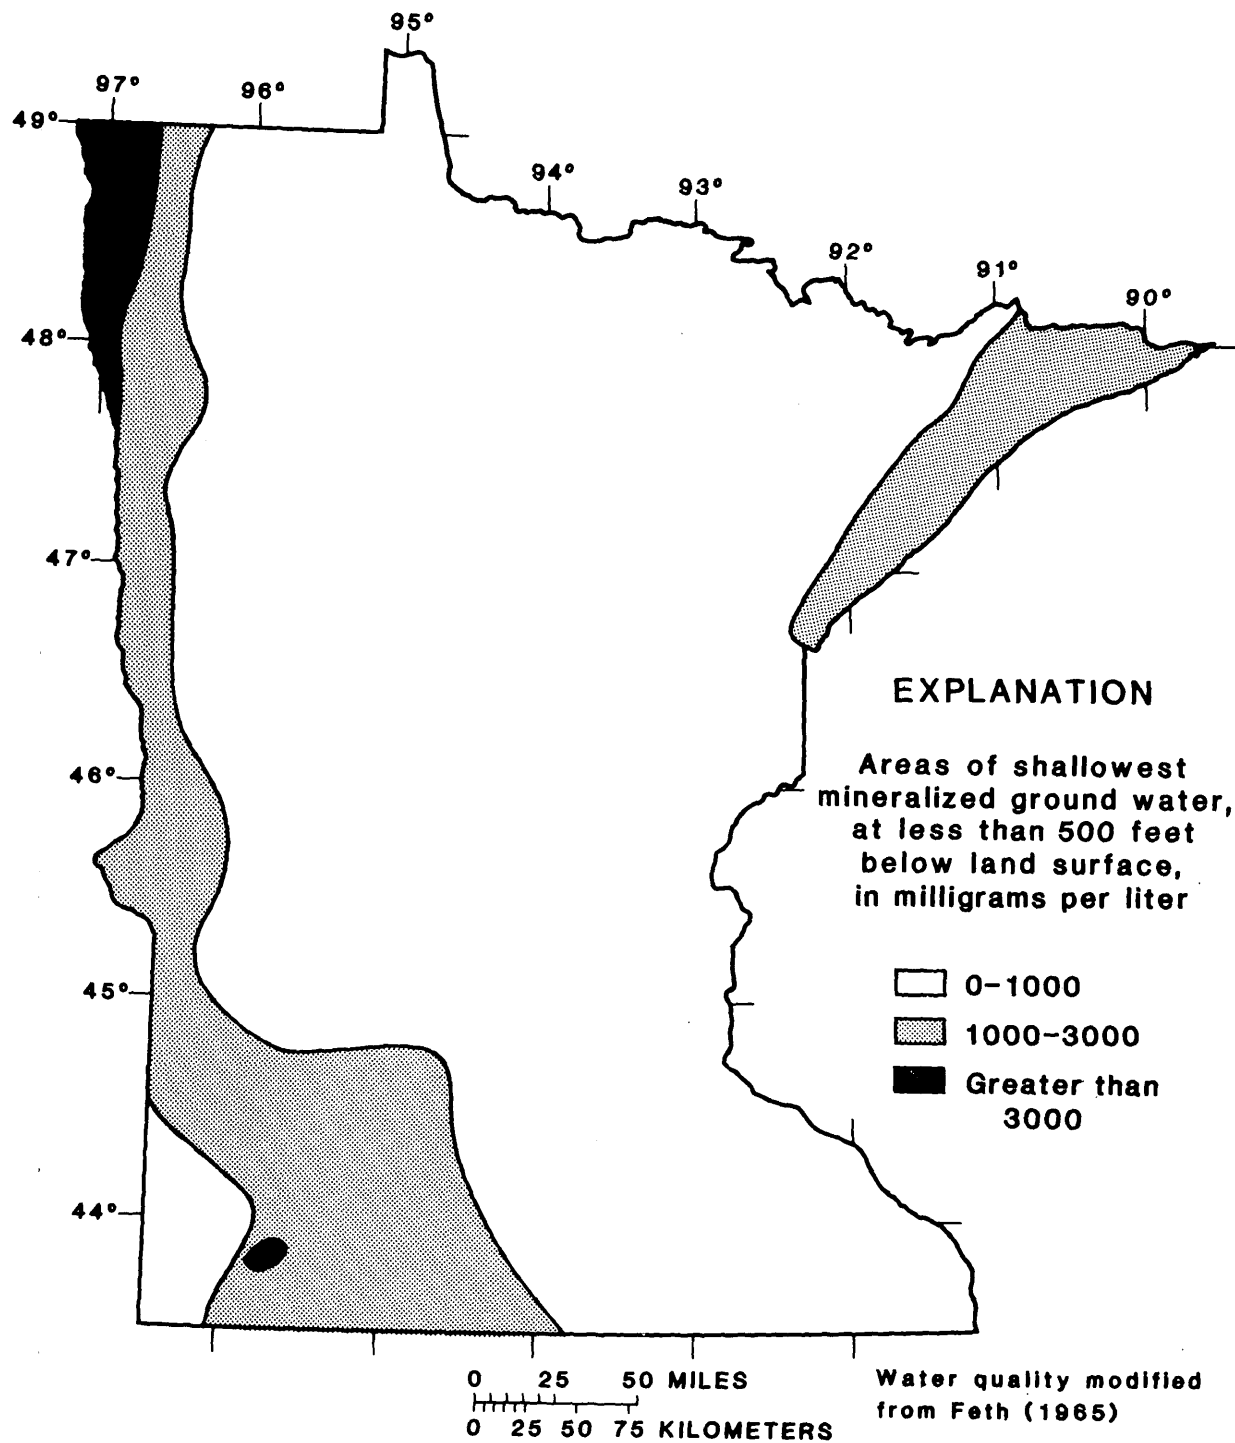 95°
97°
96°
49°
94°
93°
92°
91°
90°
48°
47°
EXPLANATION
Areas of shallowest
mineralized ground water,
at less than 500 feet
below land surface,
in milligrams per liter
46°
0-1000
45°
1000-3000
Greater than
3000
44°
0 25 50 MILES
0 25 50 75 KILOMETERS
Water quality modified
from Feth (1965)